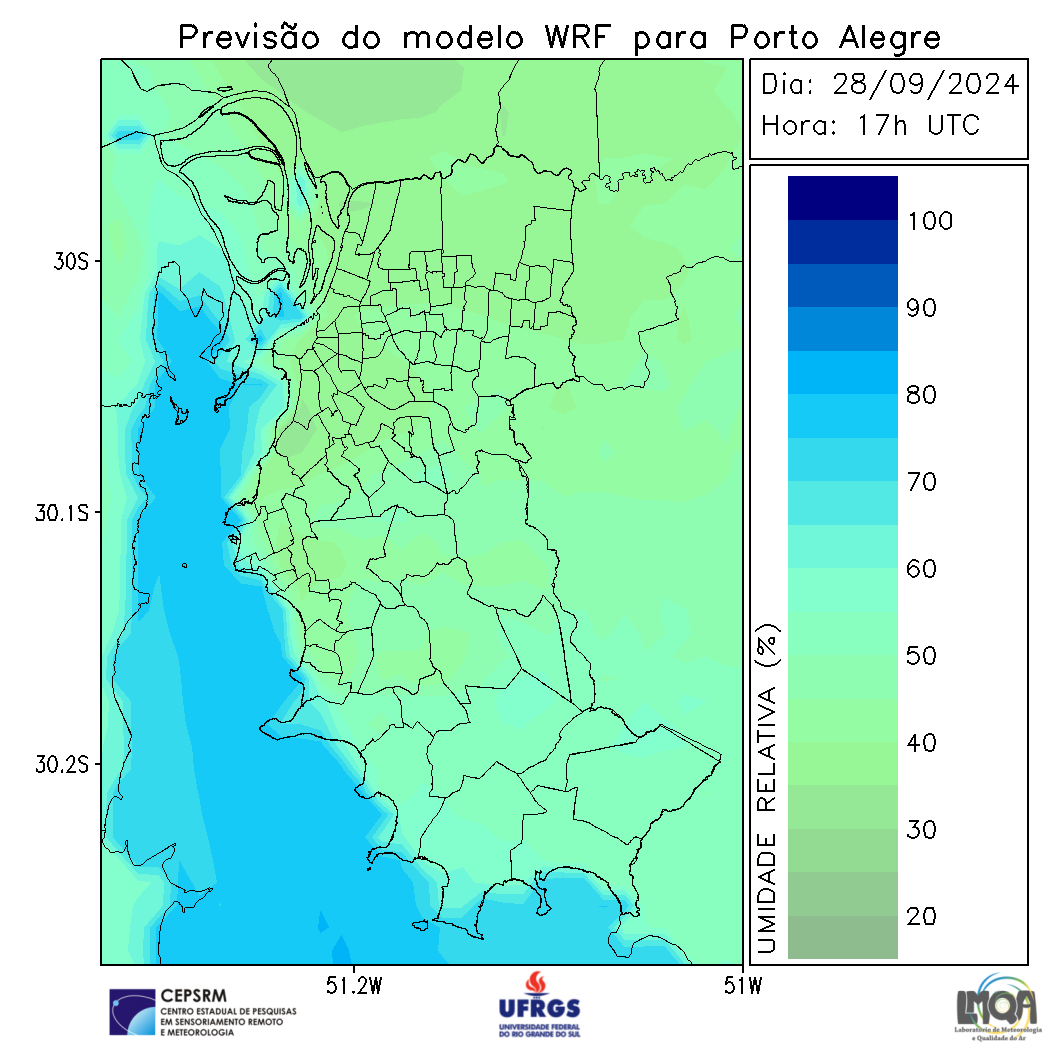 Previsão do modelo WRF para Porto Alegre
Dia: 28/09/2024
Hora: 17h UTC
30S
30.1S
30.2S
51.2W
51W
100
90
80
70
60
50
40
30
20
UMIDADE RELATIVA (%)
CEPSRM
CENTRO ESTADUAL DE PESQUISAS
EM SENSORIAMENTO REMOTO
E METEOROLOGIA
UFRGS
UNIVERSIDADE FEDERAL
DO RIO GRANDE DO SUL
LMQA
Laboratório de Meteorologia
e Qualidade do Ar